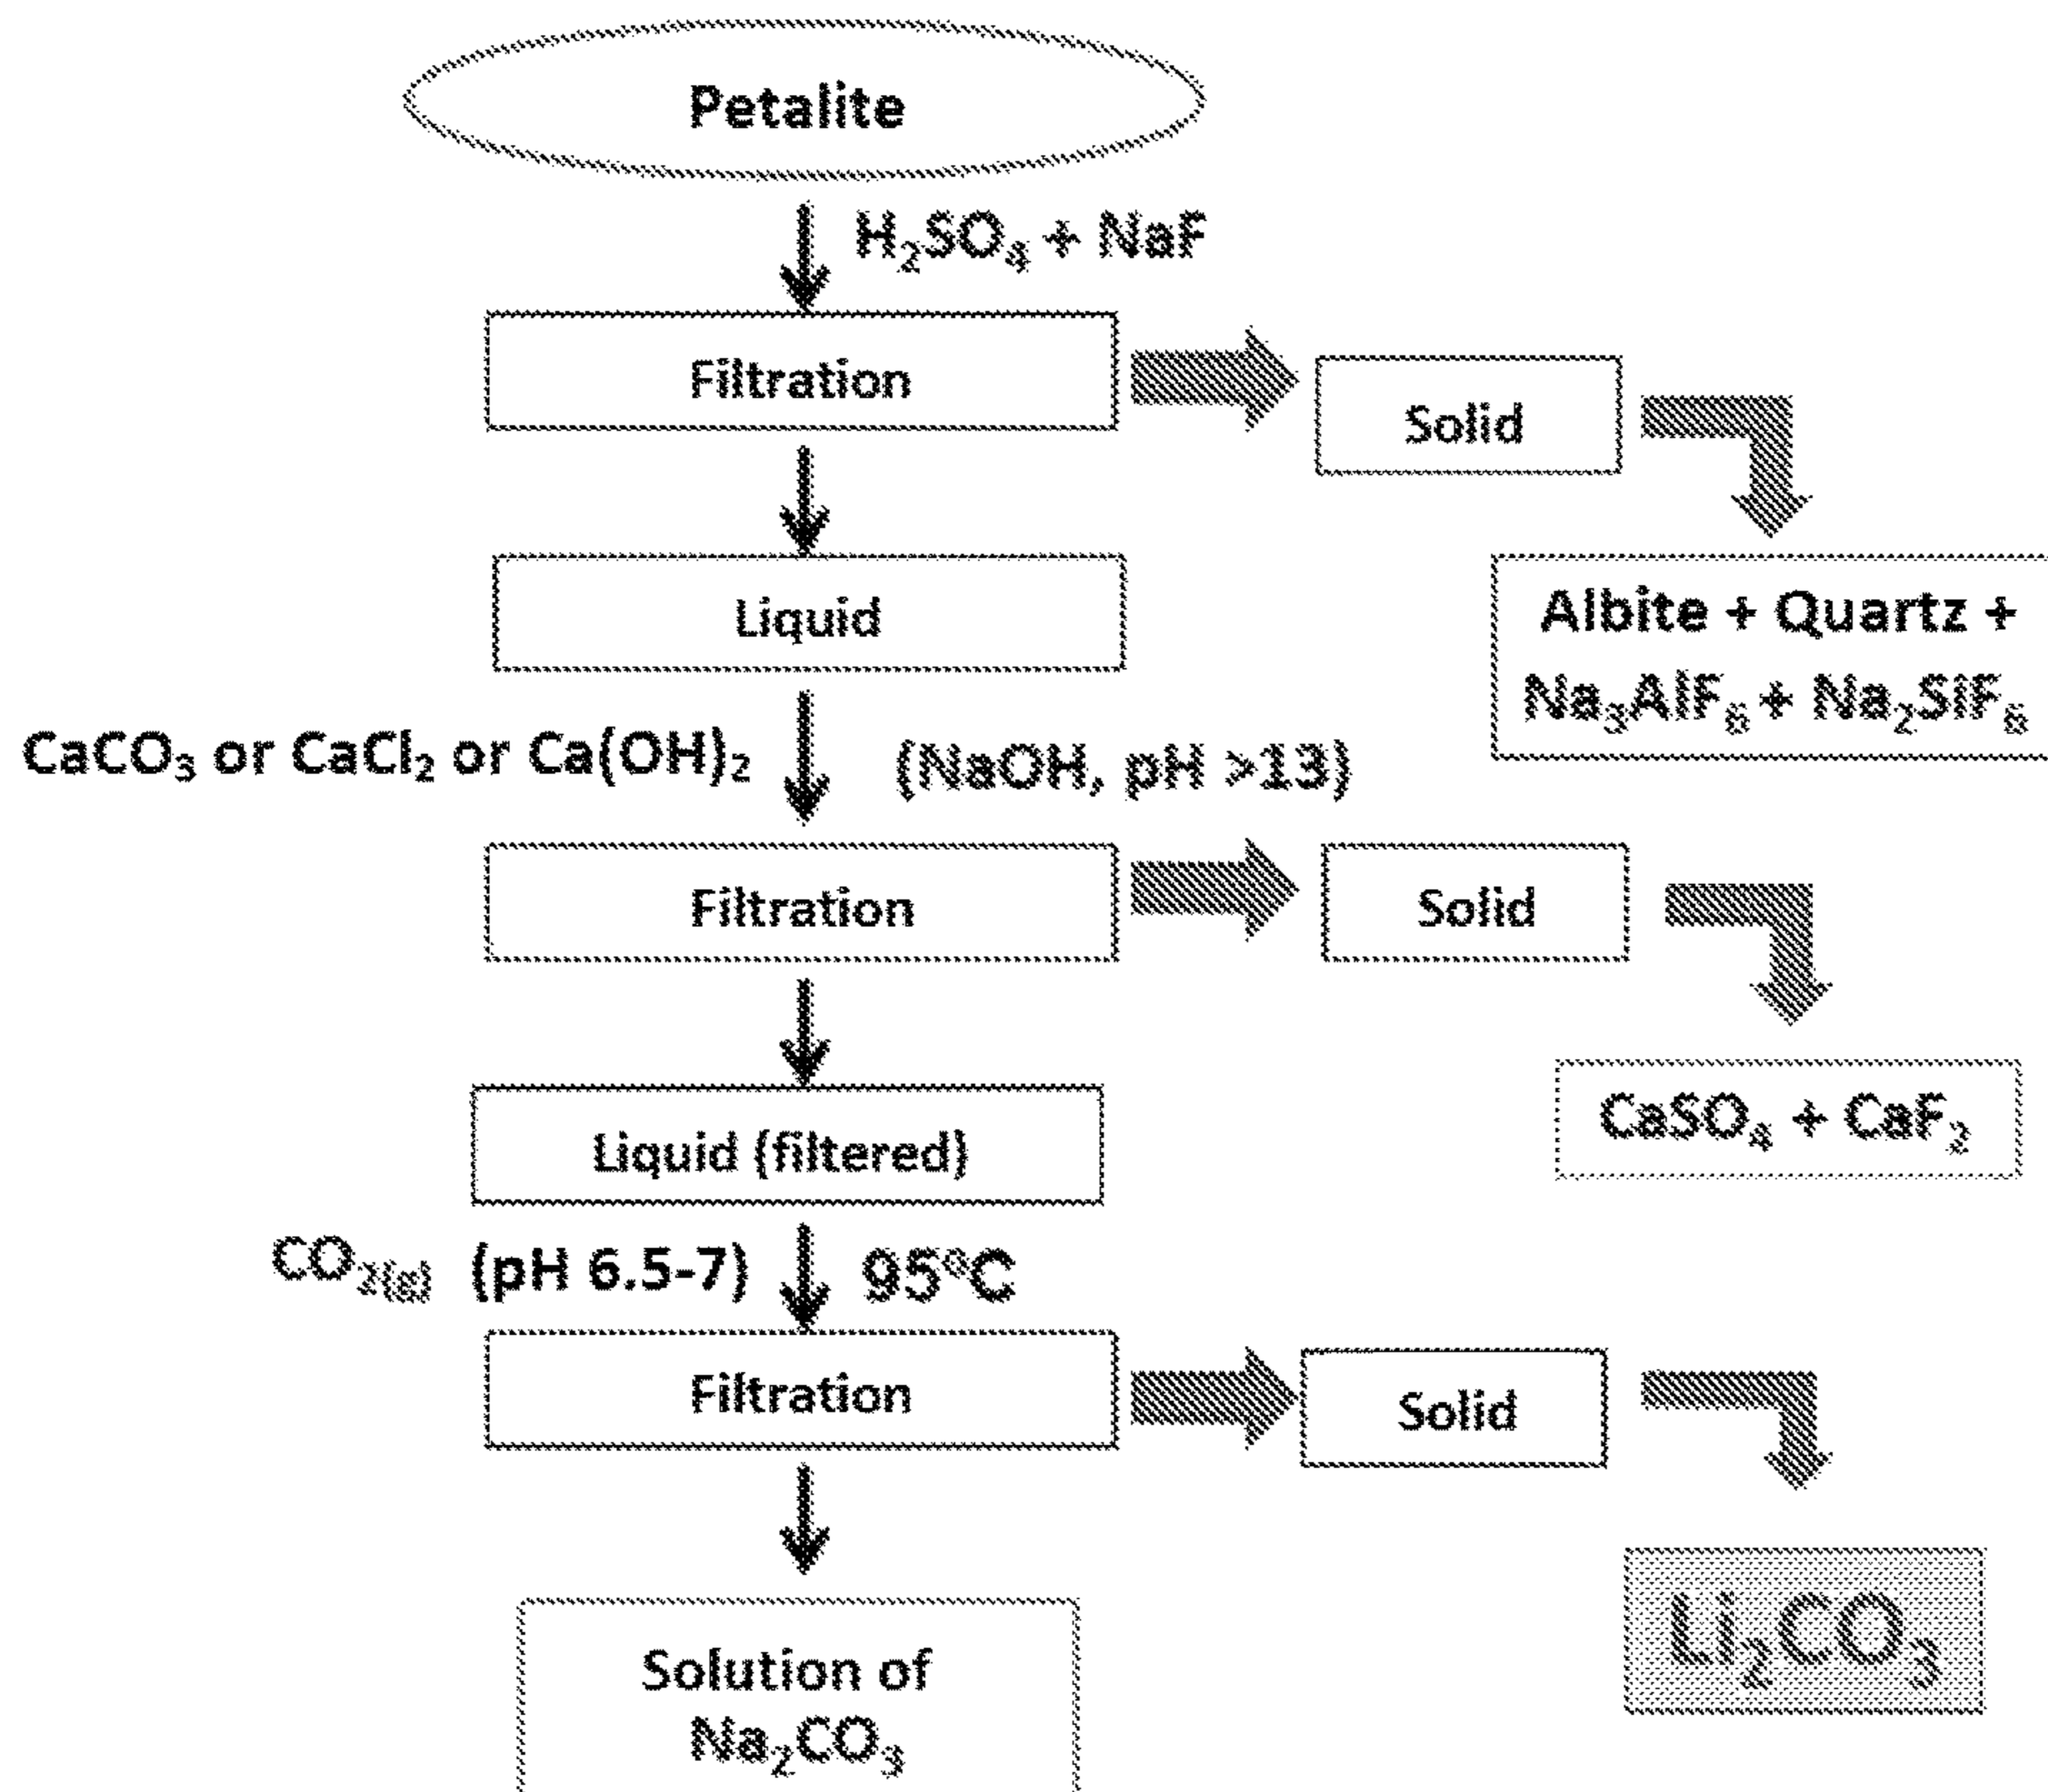 Petalite
H₂SO₄ + NaF
Filtration
Solid
Liquid
Albite + Quartz +
Na₃AlF₆ + Na₂SiF₆
CaCO₃ or CaCl₂ or Ca(OH)₂
(NaOH, pH >13)
Filtration
Solid
Liquid (filtered)
CaSO₄ + CaF₂
CO₂(g) (pH 6.5-7)
95°C
Filtration
Solid
Li₂CO₃
Solution of
Na₂CO₃